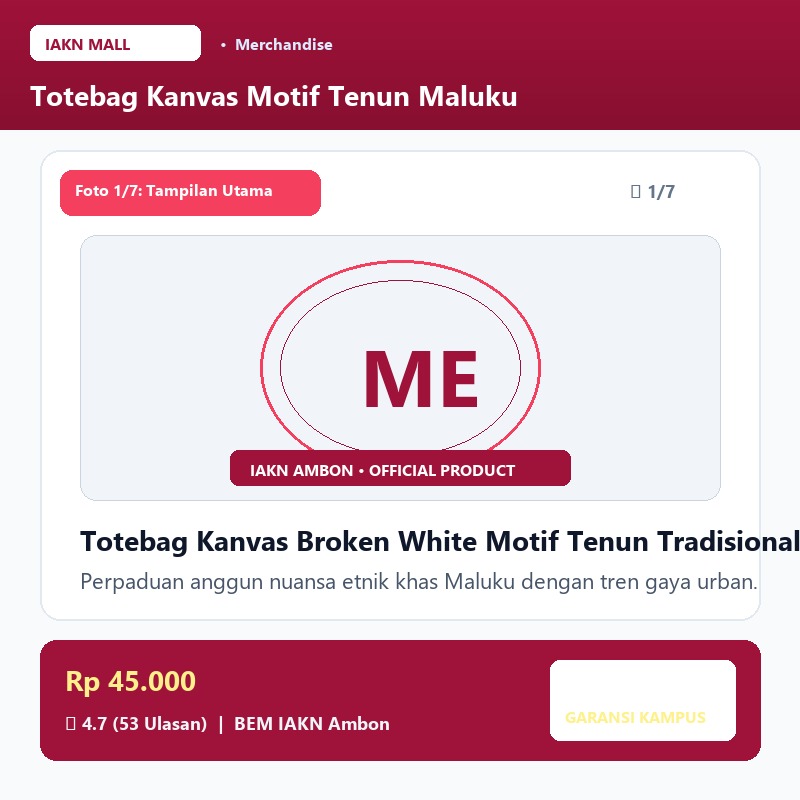 IAKN MALL
• Merchandise
Totebag Kanvas Motif Tenun Maluku
Foto 1/7: Tampilan Utama
1/7
ME
IAKN AMBON • OFFICIAL PRODUCT
Totebag Kanvas Broken White Motif Tenun Tradisional
Perpaduan anggun nuansa etnik khas Maluku dengan tren gaya urban.
Rp 45.000
4.7 (53 Ulasan) | BEM IAKN Ambon
GARANSI KAMPUS